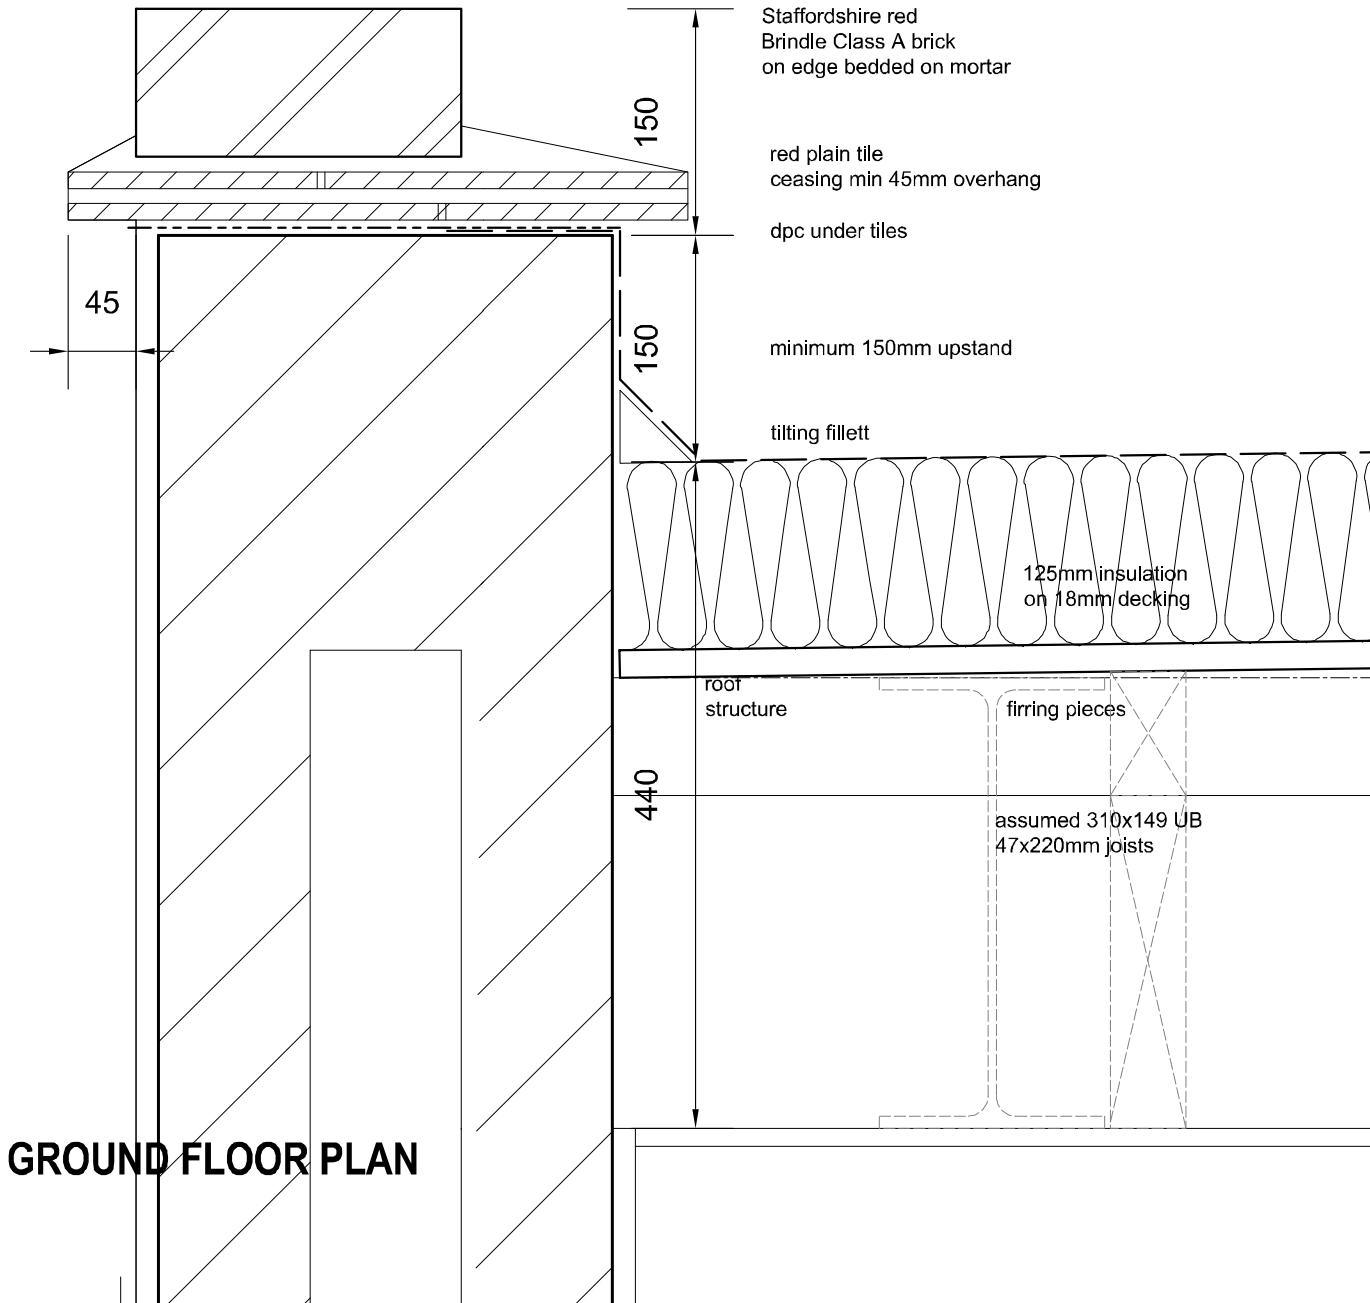 Staffordshire red
Brindle Class A brick
on edge bedded on mortar
150
red plain tile
ceasing min 45mm overhang
dpc under tiles
45
150
minimum 150mm upstand
tilting fillett
125mm insulation
on 18mm decking
roof
structure
firring pieces
440
assumed 310x149 UB
47x220mm joists
GROUND FLOOR PLAN